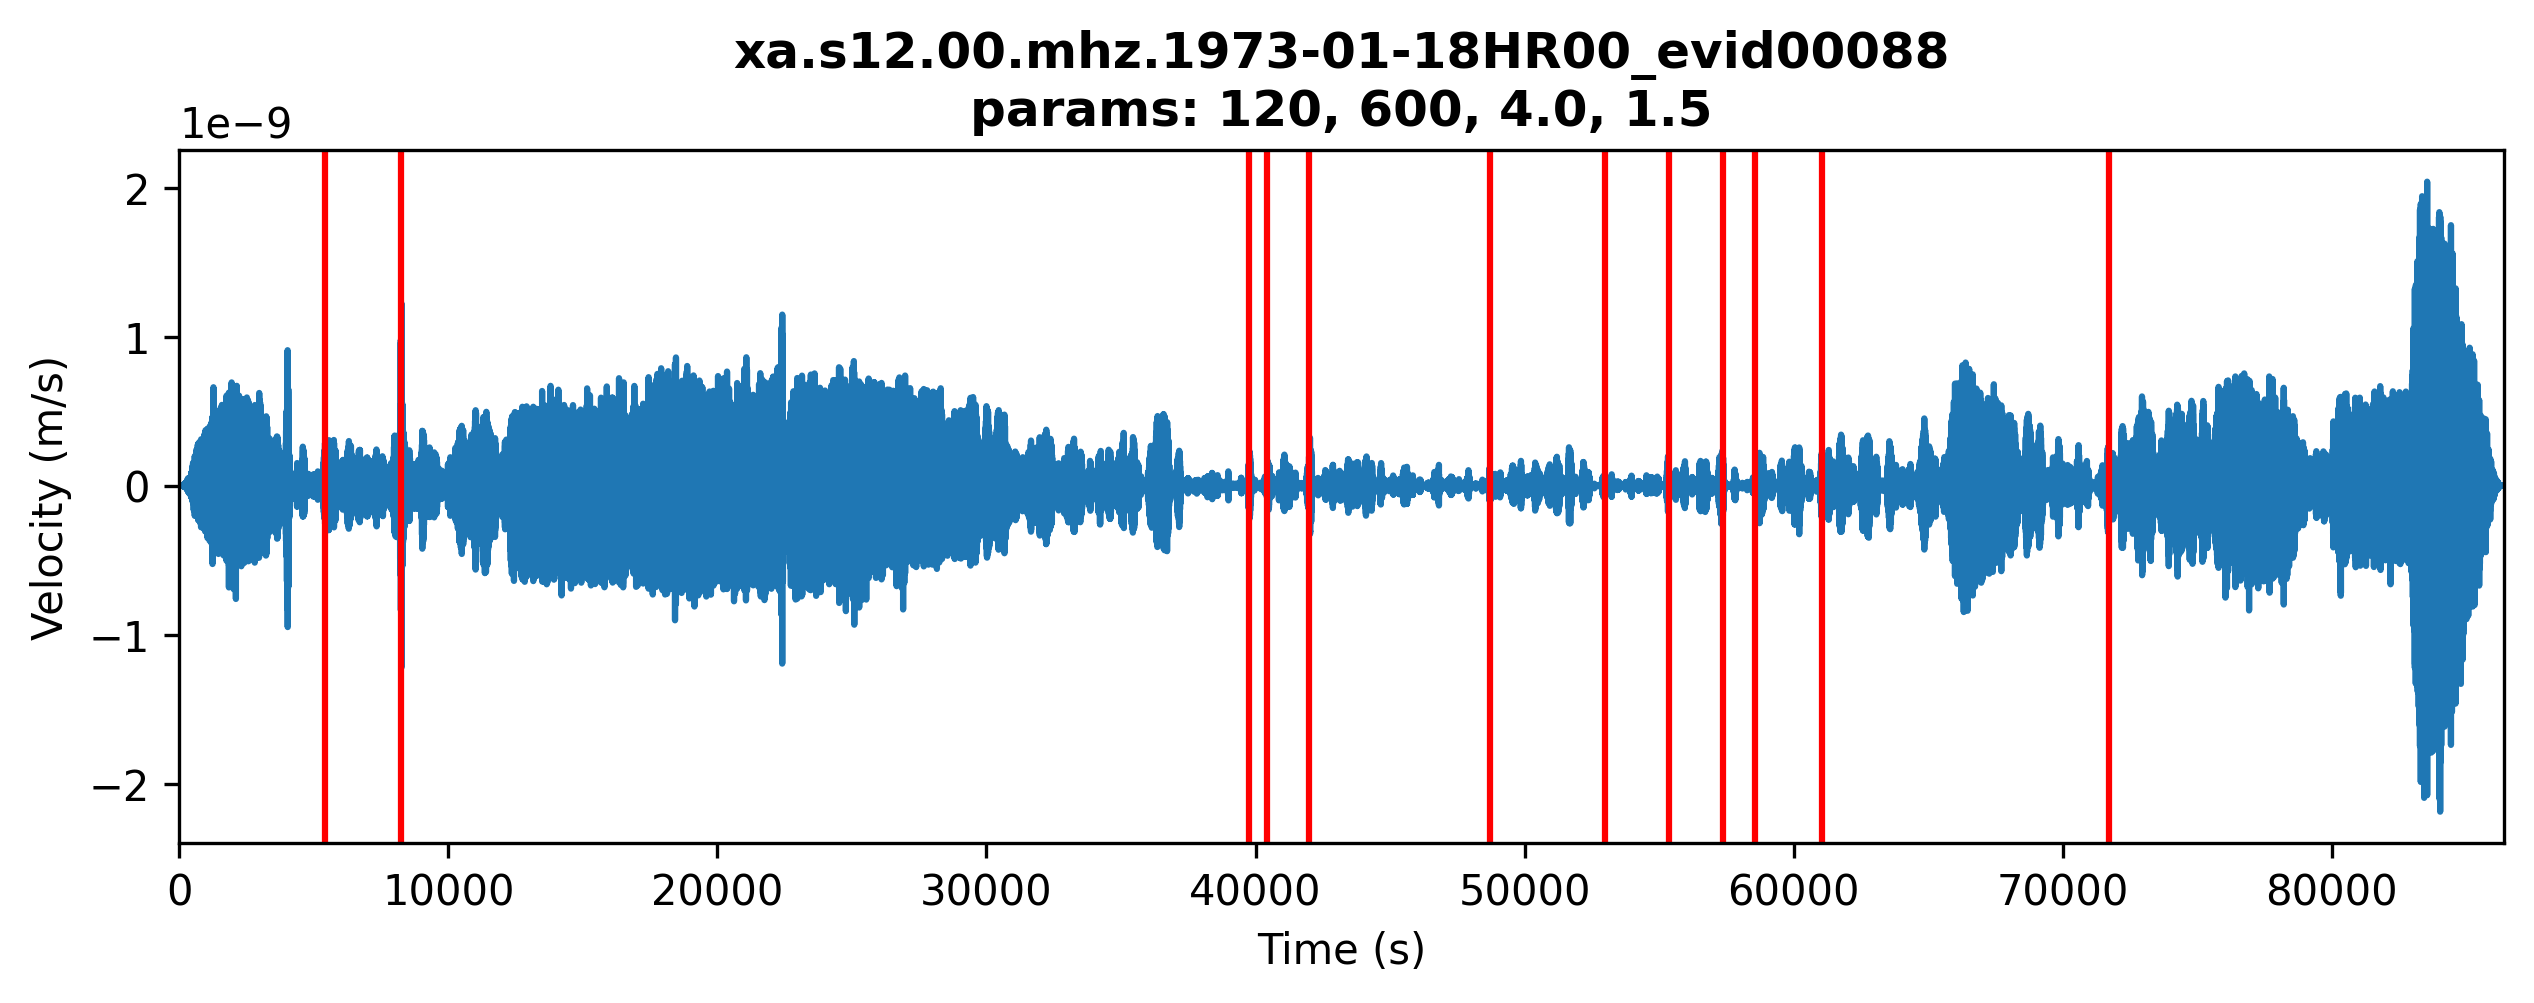 xa.s12.00.mhz.1973-01-18HR00_evid00088
params: 120, 600, 4.0, 1.5
1e−9
2
1
0
−1
−2
Velocity (m/s)
0 10000 20000 30000 40000 50000 60000 70000 80000
Time (s)